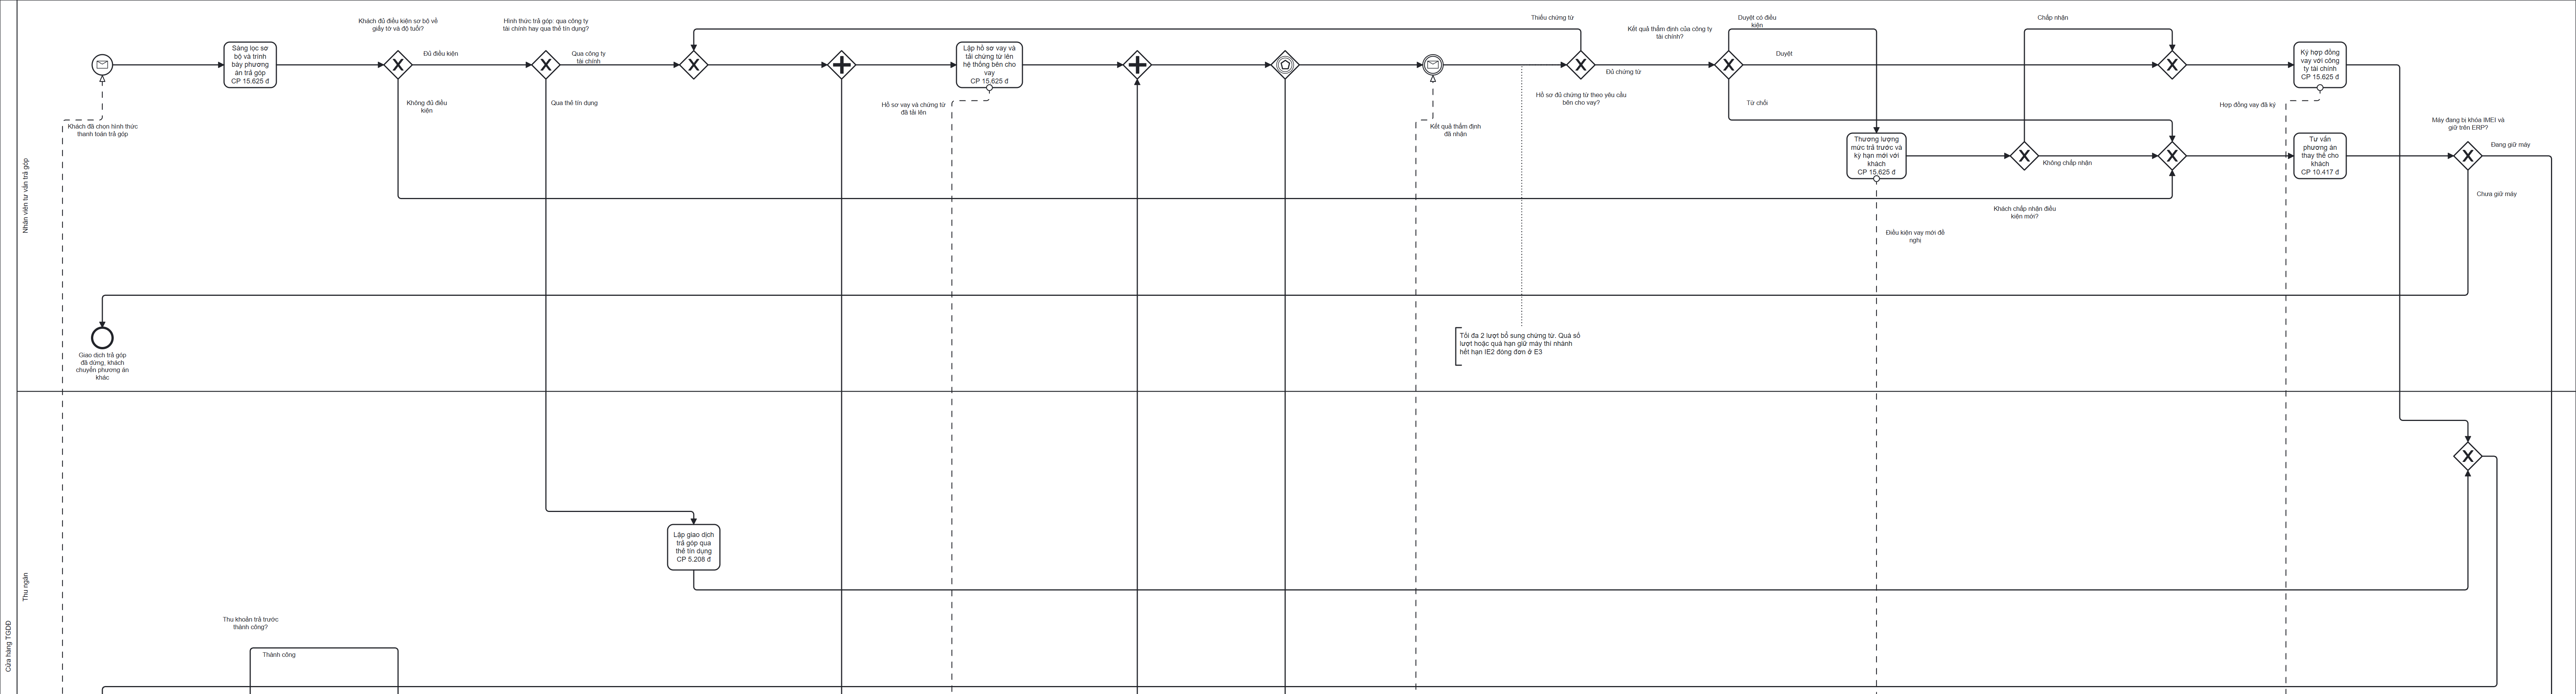 Khách đủ điều kiện sơ bộ về
giấy tờ và độ tuổi?
Hình thức trả góp: qua công ty
tài chính hay qua thẻ tín dụng?
Thiếu chứng từ
Kết quả thẩm định của công ty
tài chính?
Duyệt có điều
kiện
Chấp nhận
Sàng lọc sơ
bộ và trình
bày phương
án trả góp
CP 15.625 đ
Đủ điều kiện
Qua công ty
tài chính
Lập hồ sơ vay và
tải chứng từ lên
hệ thống bên cho
vay
CP 15.625 đ
Đủ chứng từ
Duyệt
Ký hợp đồng
vay với công
ty tài chính
CP 15.625 đ
Không đủ điều
kiện
Qua thẻ tín dụng
Hồ sơ vay và chứng từ
đã tải lên
Hồ sơ đủ chứng từ theo yêu cầu
bên cho vay?
Từ chối
Hợp đồng vay đã ký
Khách đã chọn hình thức
thanh toán trả góp
Kết quả thẩm định
đã nhận
Máy đang bị khóa IMEI và
giữ trên ERP?
Thương lượng
mức trả trước và
kỳ hạn mới với
khách
CP 15.625 đ
Không chấp nhận
Tư vấn
phương án
thay thế cho
khách
CP 10.417 đ
Đang giữ máy
Chưa giữ máy
Khách chấp nhận điều
kiện mới?
Điều kiện vay mới đề
nghị
Nhân viên tư vấn trả góp
Tối đa 2 lượt bổ sung chứng từ. Quá số
lượt hoặc quá hạn giữ máy thì nhánh
hết hạn IE2 đóng đơn ở E3
Giao dịch trả góp
đã dừng, khách
chuyển phương án
khác
Lập giao dịch
trả góp qua
thẻ tín dụng
CP 5.208 đ
Thu ngân
Cửa hàng TGDĐ
Thu khoản trả trước
thành công?
Thành công